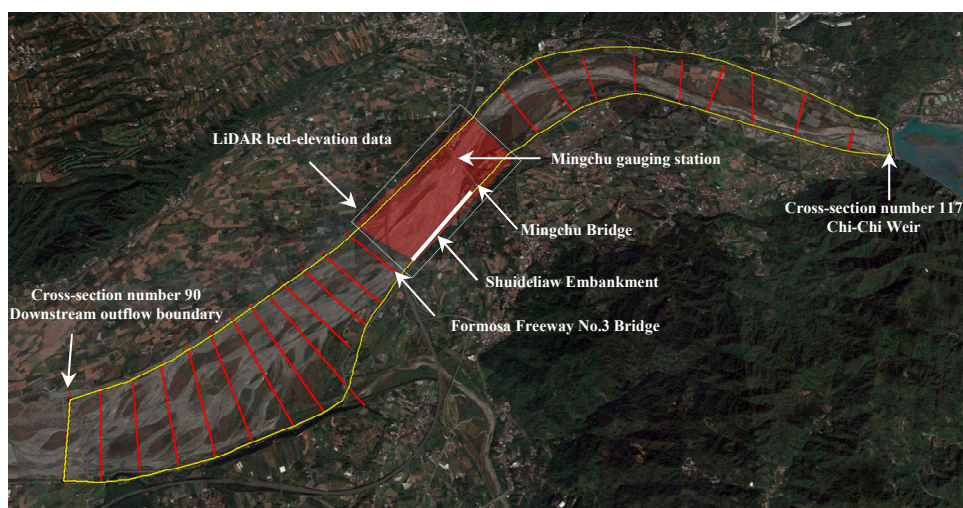 LiDAR bed-elevation data
Mingchu gauging station
Cross-section number 117
Chi-Chi Weir
Mingchu Bridge
Shuideliaw Embankment
Cross-section number 90
Downstream outflow boundary
Formosa Freeway No.3 Bridge